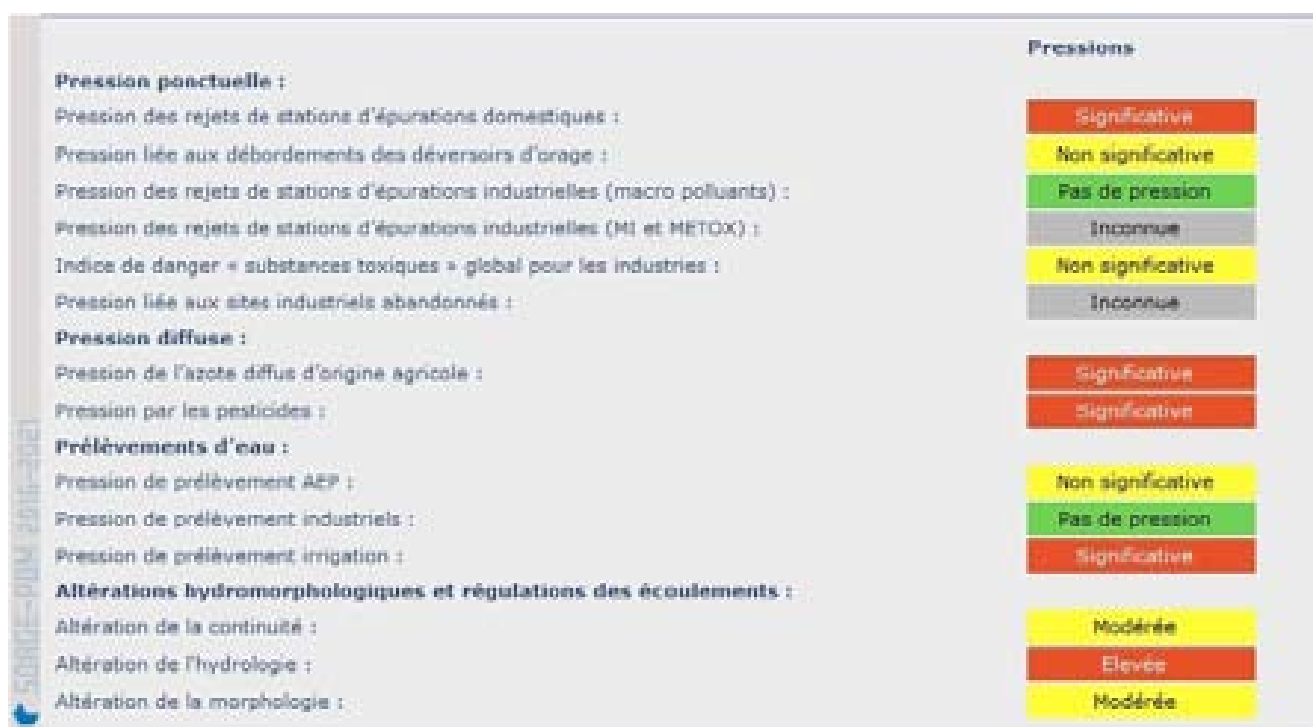 Pressions
Pression ponctuelle :
Pression des rejets de stations d'épurations domestiques : Significative
Pression liée aux débordements des déversoirs d'orage : Non significative
Pression des rejets de stations d'épurations industrielles (macro polluants) : Pas de pression
Pression des rejets de stations d'épurations industrielles (MI et METOX) : Inconnue
Indice de danger « substances toxiques » global pour les industries : Non significative
Pression liée aux sites industriels abandonnés : Inconnue
Pression diffuse :
Pression de l'azote diffus d'origine agricole : Significative
Pression par les pesticides : Significative
Prélèvements d'eau :
Pression de prélèvement AEP : Non significative
Pression de prélèvement industriels : Pas de pression
Pression de prélèvement irrigation : Significative
Altérations hydromorphologiques et régulations des écoulements :
Altération de la continuité : Modérée
Altération de l'hydrologie : Elevée
Altération de la morphologie : Modérée
SDAGE-PDM 2016-2021